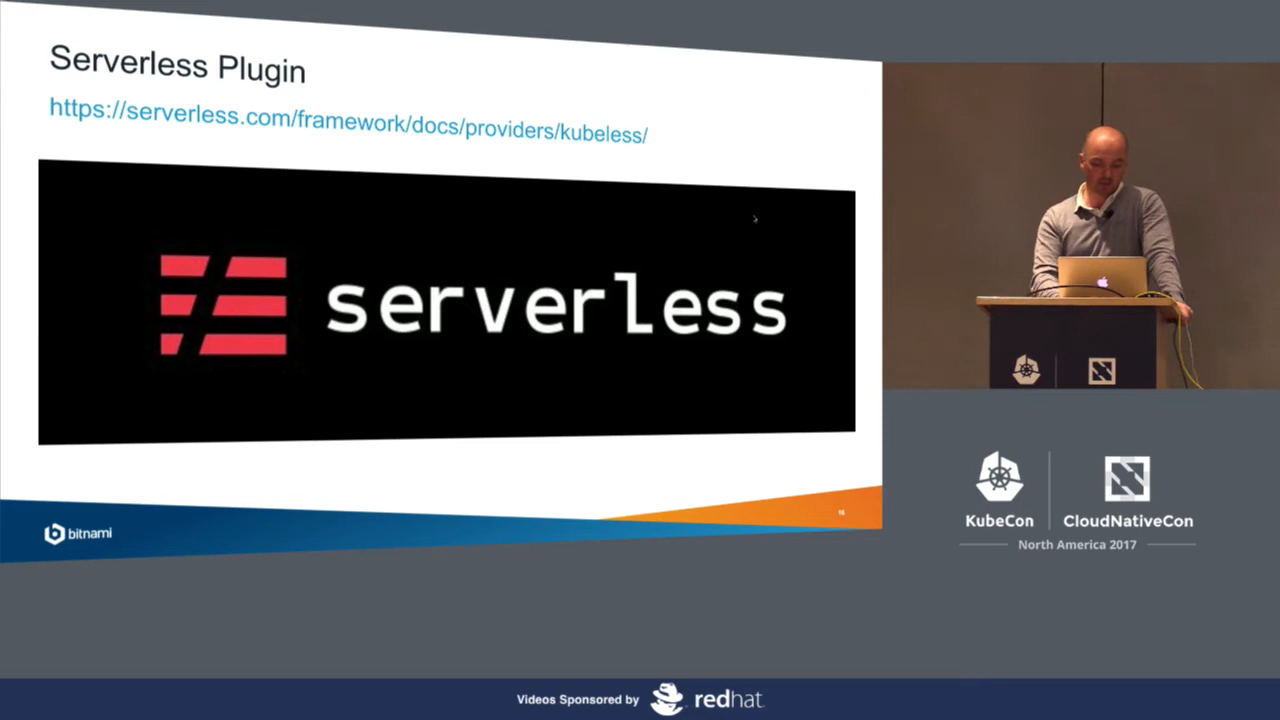 Serverless Plugin
https://serverless.com/framework/docs/providers/kubeless/
serverless
bitnami
16
KubeCon
CloudNativeCon
North America 2017
Videos Sponsored by
redhat